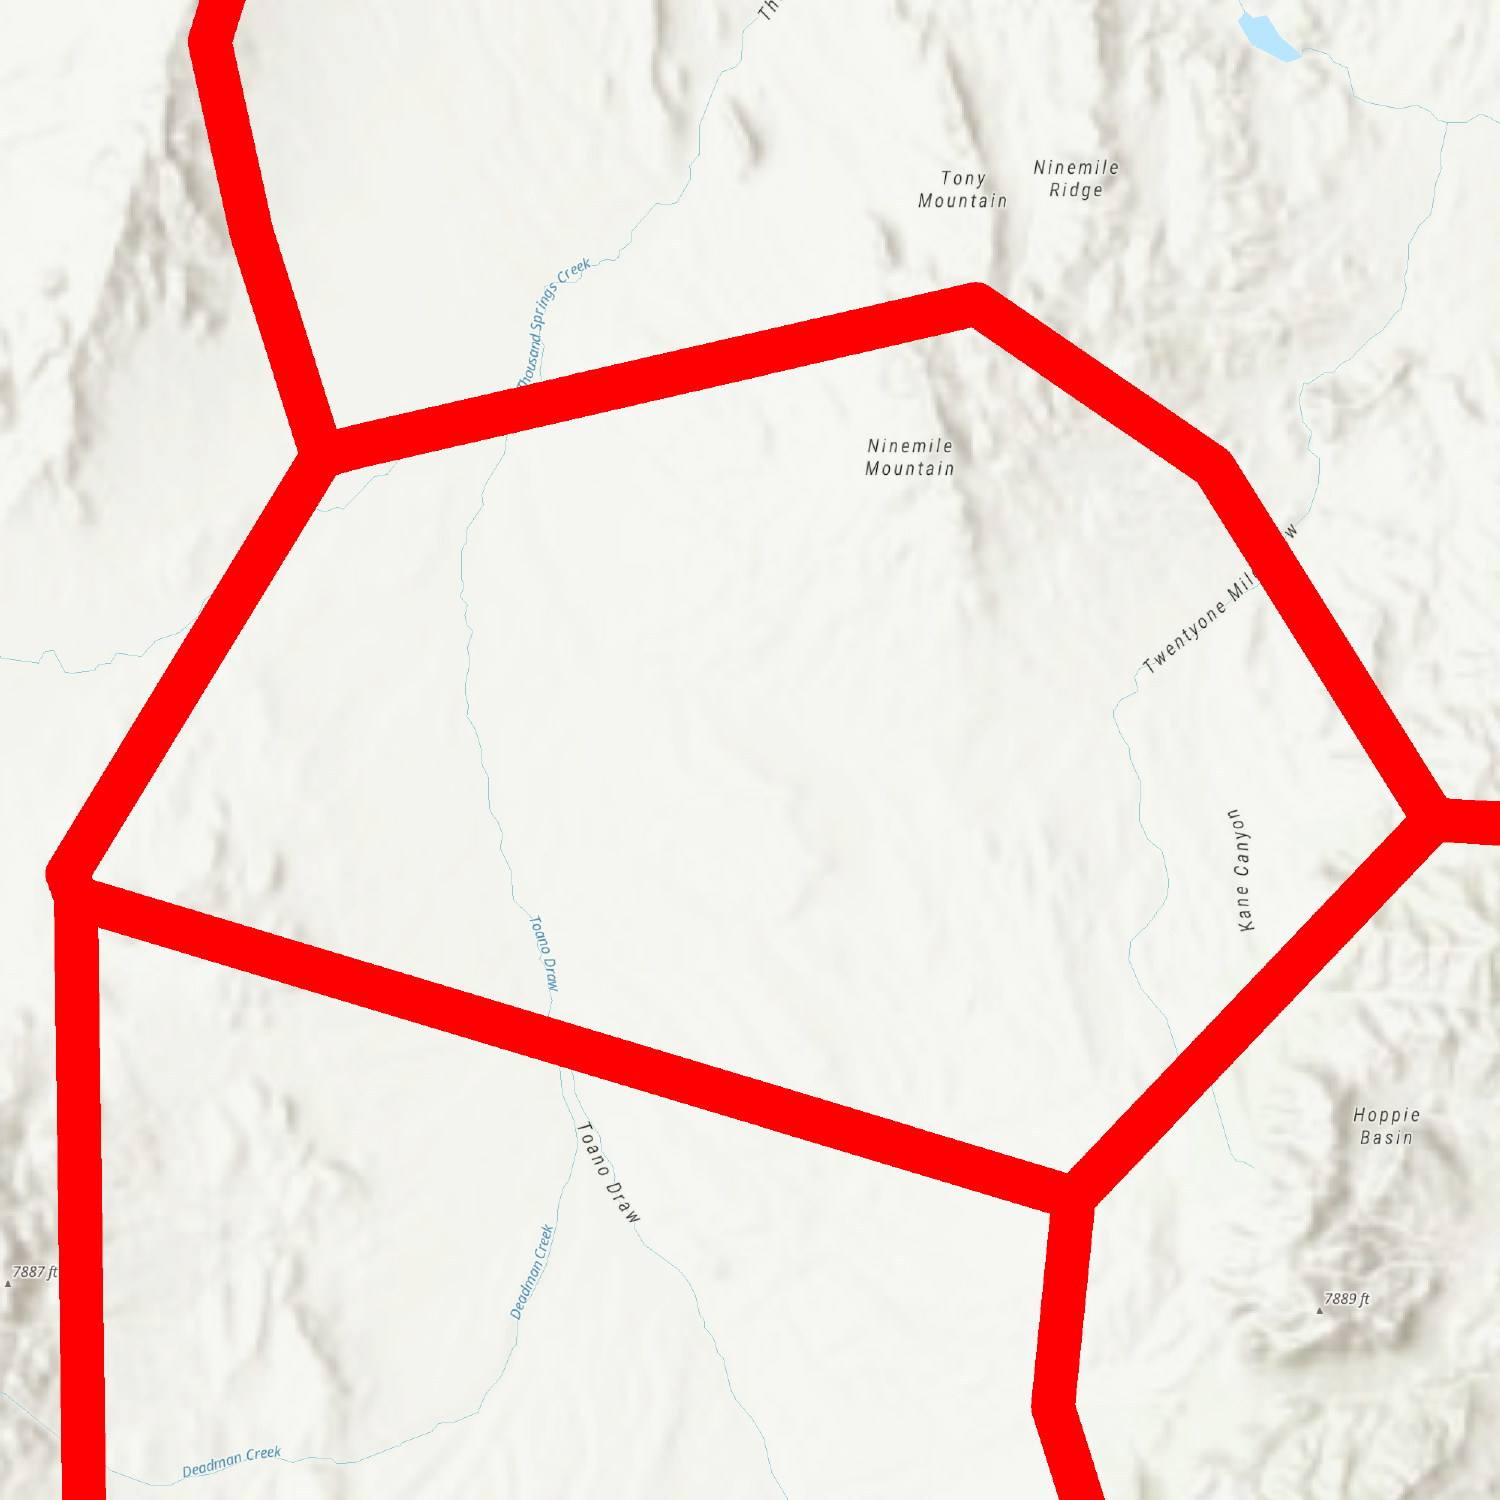 Th
Tony
Mountain
Ninemile
Ridge
Thousand Springs Creek
Ninemile
Mountain
Twentyone Mil
w
Kane Canyon
Toano Draw
Hoppie
Basin
Toano Draw
Deadman Creek
7887 ft
7889 ft
Deadman Creek